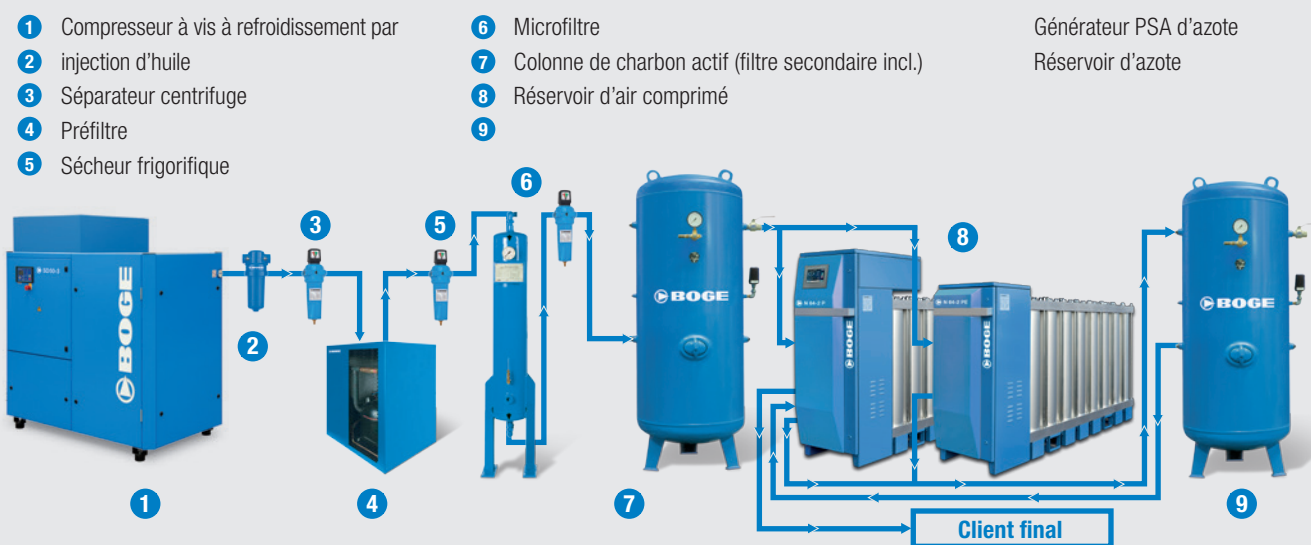 1 Compresseur à vis à refroidissement par
2 injection d'huile
3 Séparateur centrifuge
4 Préfiltre
5 Sécheur frigorifique
6 Microfiltre
7 Colonne de charbon actif (filtre secondaire incl.)
8 Réservoir d'air comprimé
9
Générateur PSA d'azote
Réservoir d'azote
6
3
5
8
BOGE
BOGE
BOGE
BOGE
BOGE
2
1
4
7
9
Client final